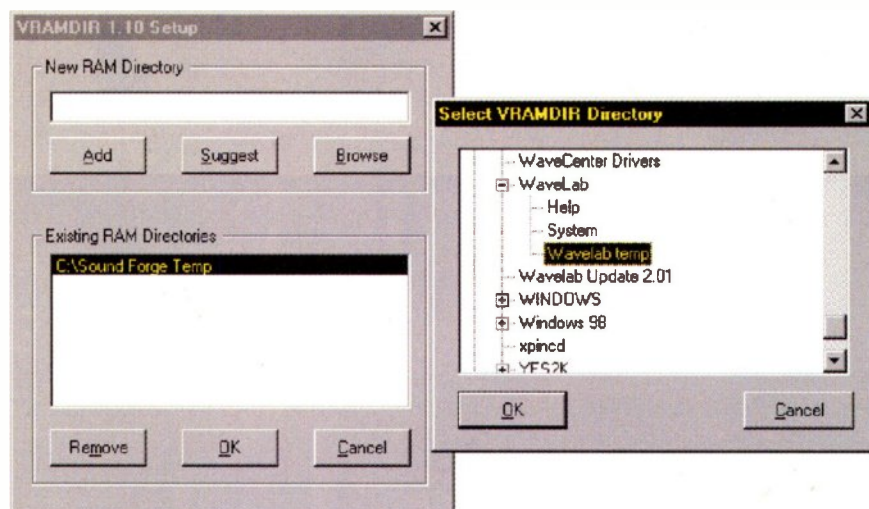 VRAMDIR 1.10 Setup
New RAM Directory
Add
Suggest
Browse
Existing RAM Directories
C:\Sound Forge Temp
Remove
OK
Cancel
Select VRAMDIR Directory
WaveCenter Drivers
WaveLab
Help
System
Wavelab temp
Wavelab Update 2.01
WINDOWS
Windows 98
xpincd
YES2K
OK
Cancel